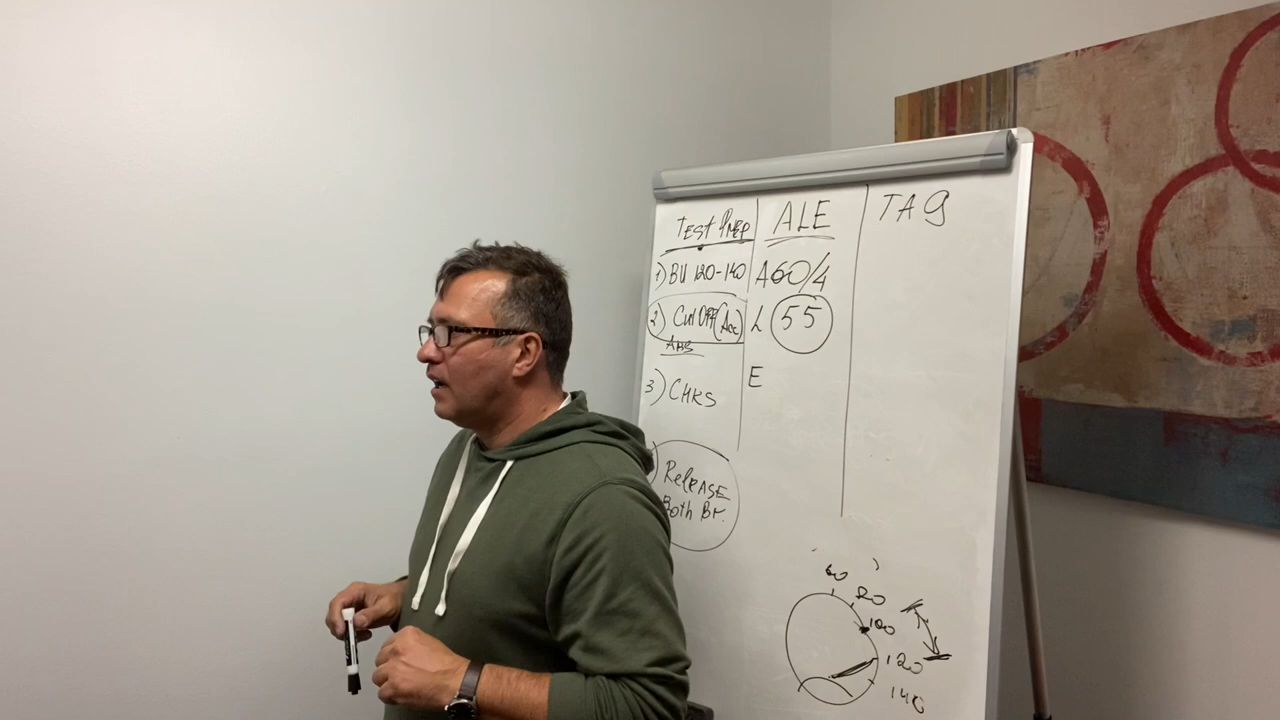 TEST PREP
1) BU 120-140
2) Cut OFF (Acc)
3) CHKS
) ReleASE
Both Br.
ALE
A 60/4
L 55
E
TAG
60
80
100
120
140